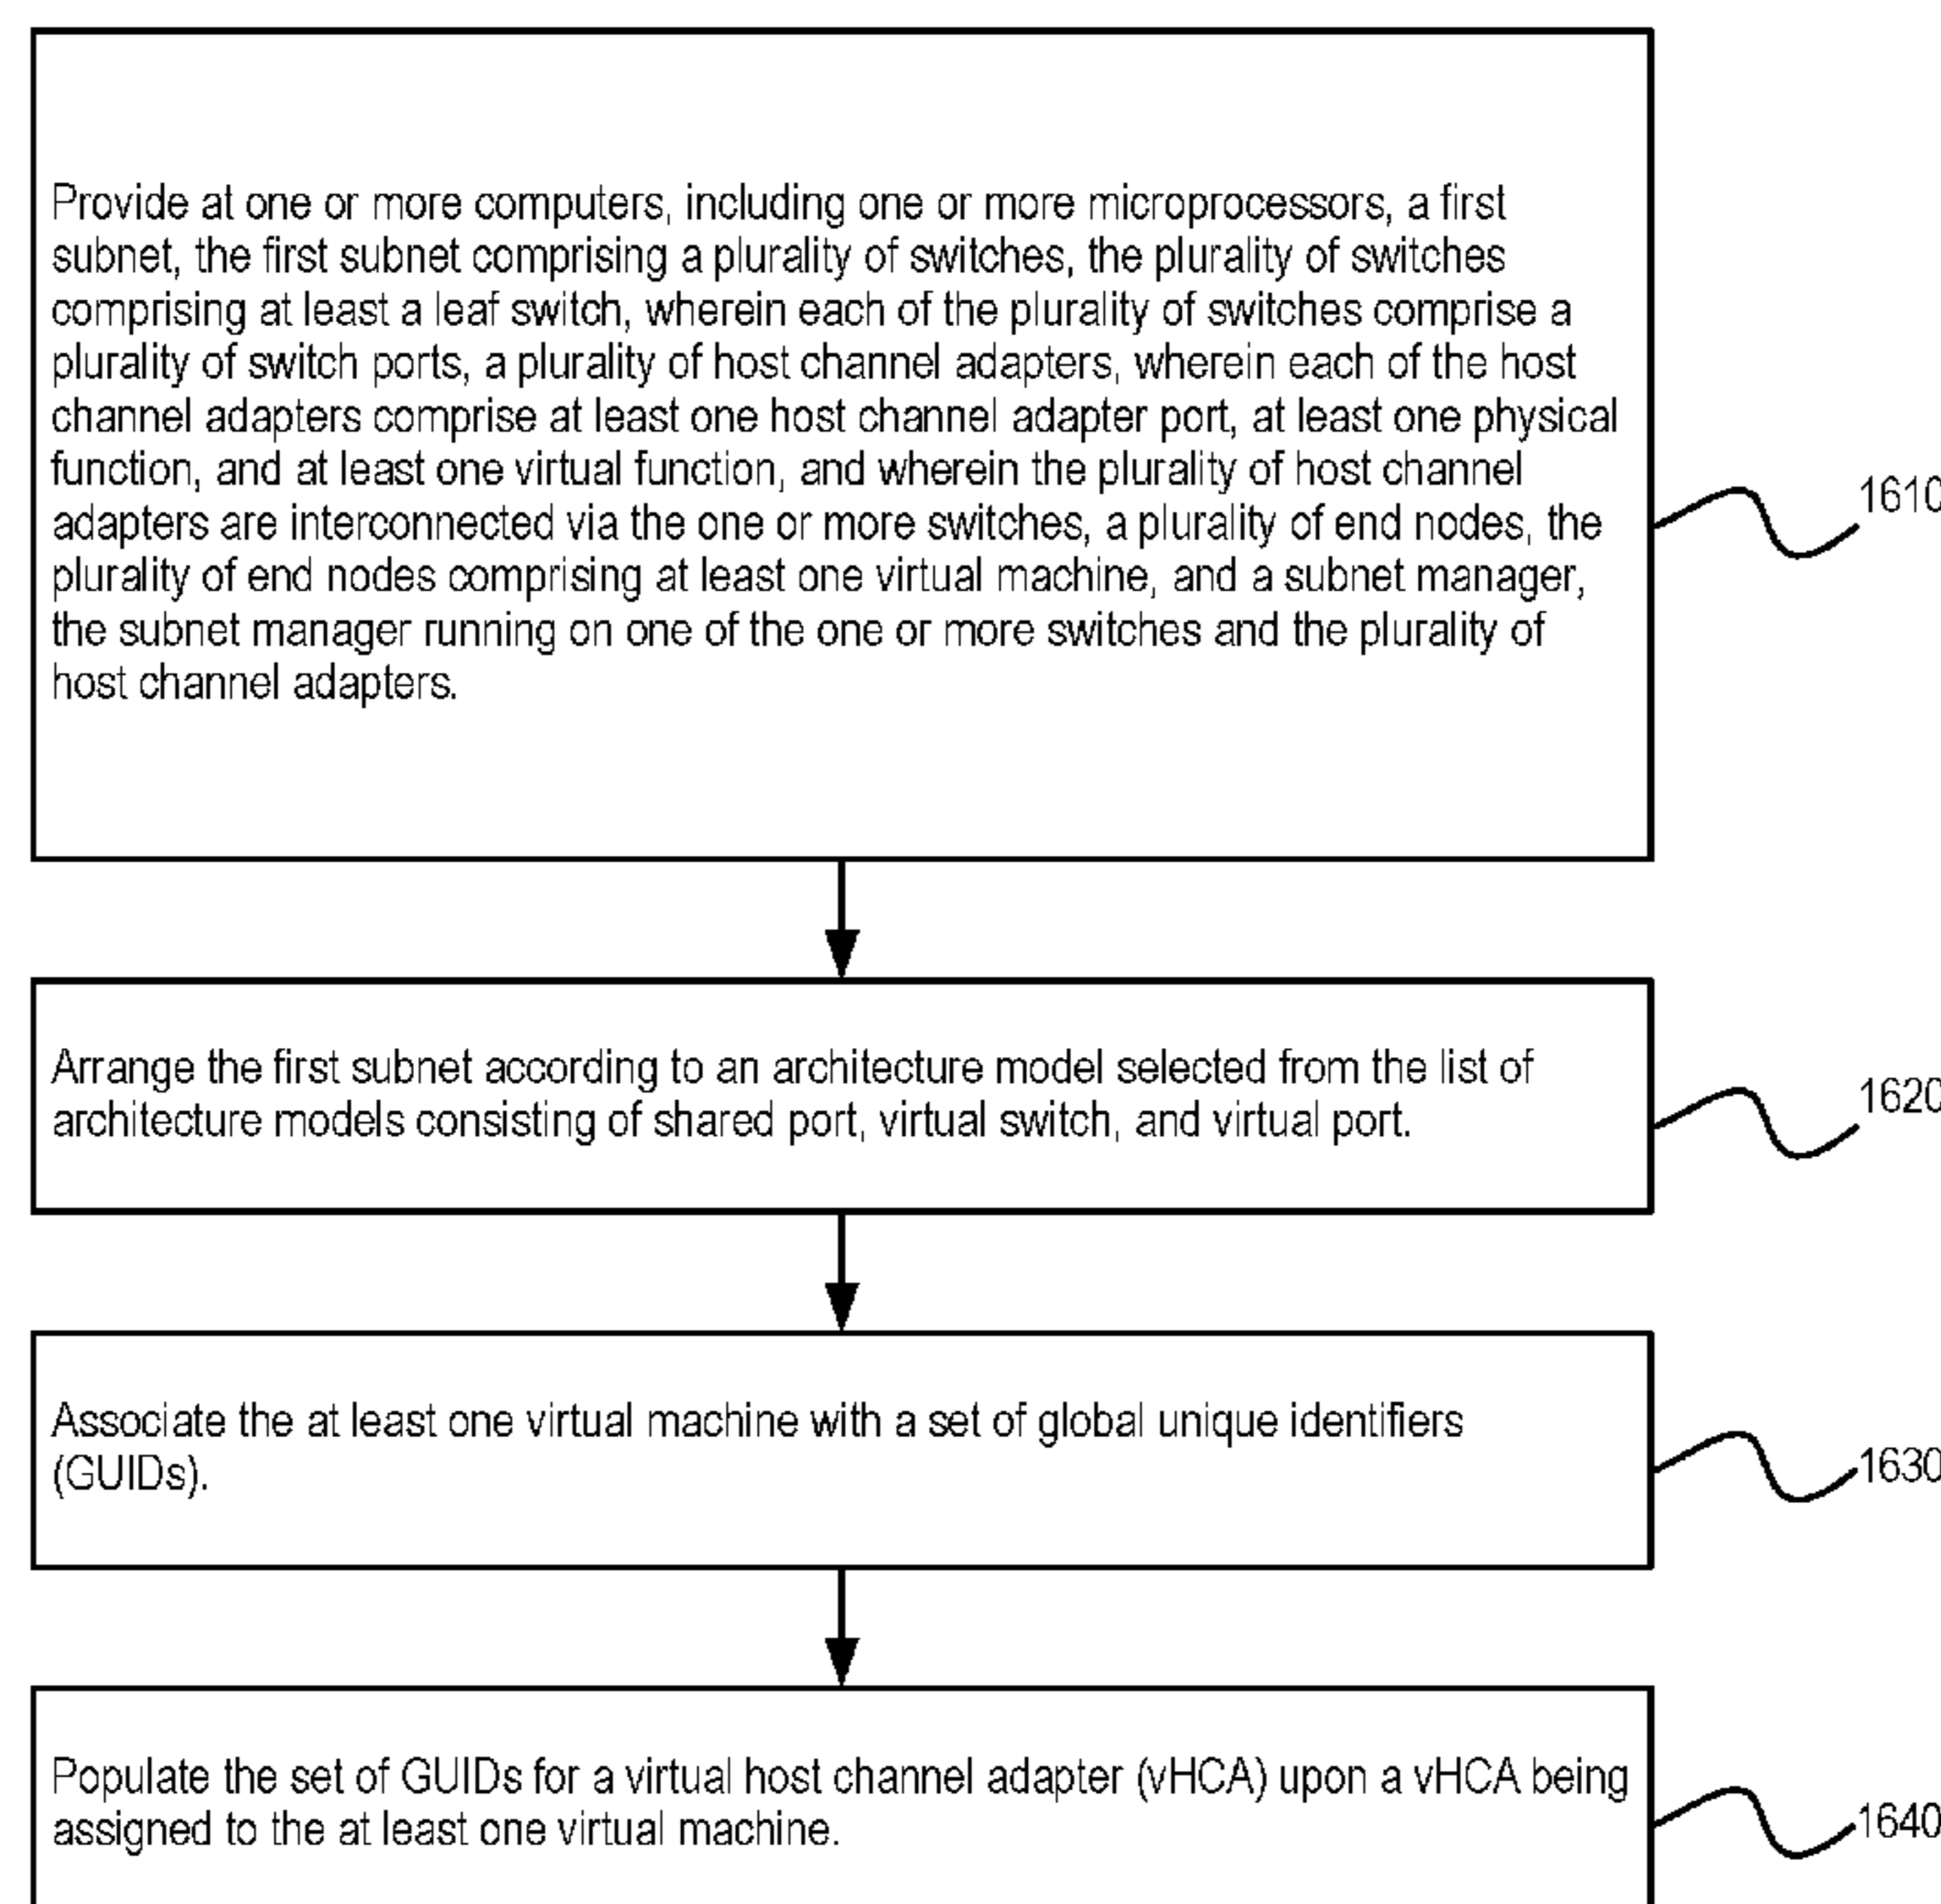 Provide at one or more computers, including one or more microprocessors, a first
subnet, the first subnet comprising a plurality of switches, the plurality of switches
comprising at least a leaf switch, wherein each of the plurality of switches comprise a
plurality of switch ports, a plurality of host channel adapters, wherein each of the host
channel adapters comprise at least one host channel adapter port, at least one physical
function, and at least one virtual function, and wherein the plurality of host channel
adapters are interconnected via the one or more switches, a plurality of end nodes, the
plurality of end nodes comprising at least one virtual machine, and a subnet manager,
the subnet manager running on one of the one or more switches and the plurality of
host channel adapters.
1610
Arrange the first subnet according to an architecture model selected from the list of
architecture models consisting of shared port, virtual switch, and virtual port.
1620
Associate the at least one virtual machine with a set of global unique identifiers
(GUIDs).
1630
Populate the set of GUIDs for a virtual host channel adapter (vHCA) upon a vHCA being
assigned to the at least one virtual machine.
1640